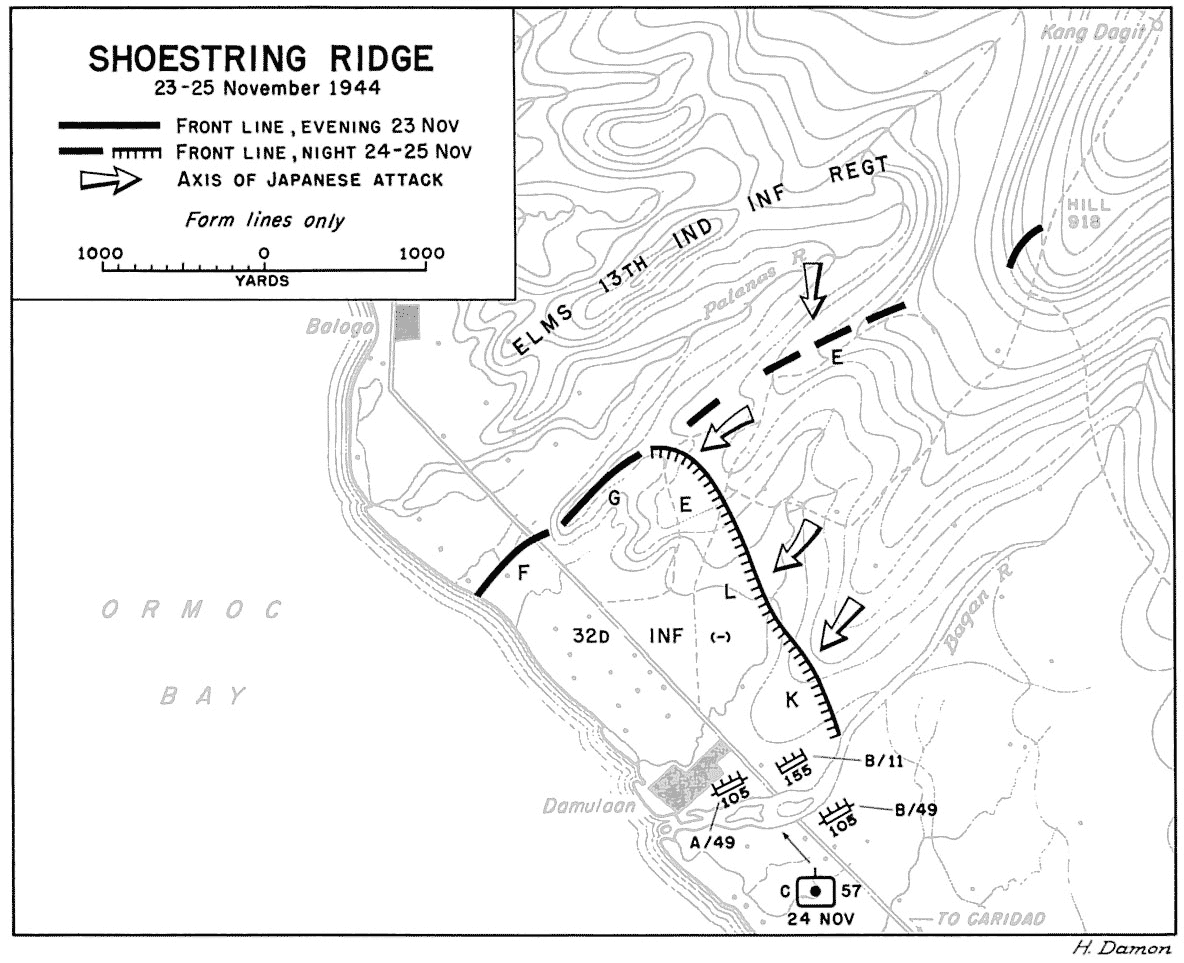 SHOESTRING RIDGE
23-25 November 1944
FRONT LINE, EVENING 23 NOV
FRONT LINE, NIGHT 24-25 NOV
AXIS OF JAPANESE ATTACK
Form lines only
1000 0 1000
YARDS
Kang Dagit
HILL
918
ELMS 13TH IND INF REGT
Palanas R
Balogo
E
G
E
F
L
32D INF (-)
K
Bagan R
ORMOC
BAY
B/11
155
105
B/49
105
A/49
Damulaan
C 57
24 NOV
TO CARIDAD
H. Damon